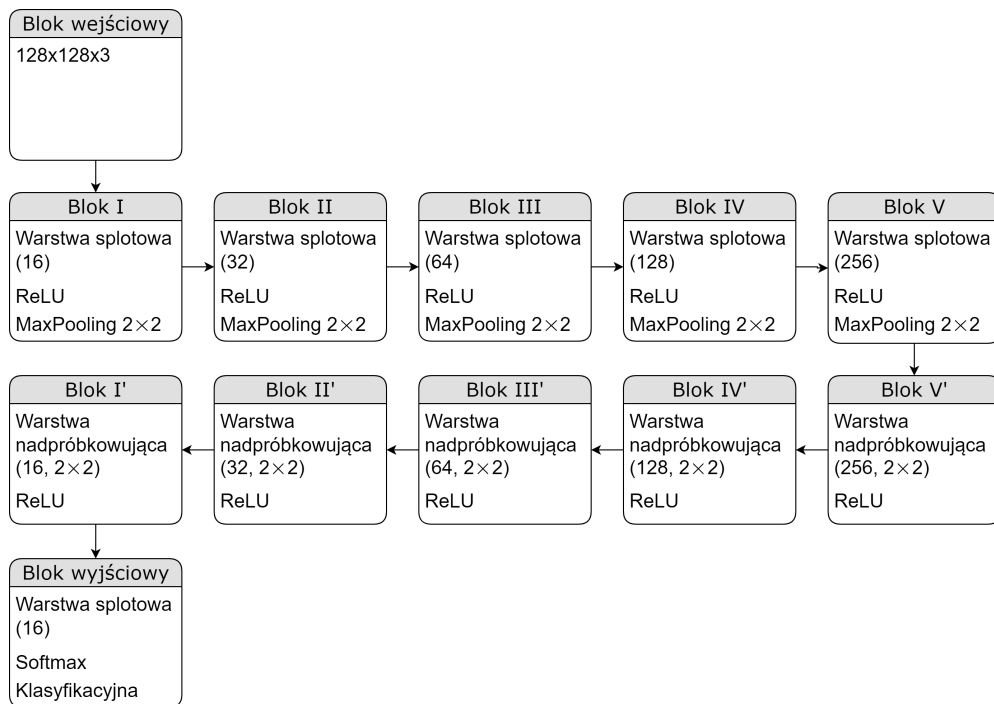 Blok wejściowy
128x128x3
Blok I
Warstwa splotowa
(16)
ReLU
MaxPooling 2×2
Blok II
Warstwa splotowa
(32)
ReLU
MaxPooling 2×2
Blok III
Warstwa splotowa
(64)
ReLU
MaxPooling 2×2
Blok IV
Warstwa splotowa
(128)
ReLU
MaxPooling 2×2
Blok V
Warstwa splotowa
(256)
ReLU
MaxPooling 2×2
Blok I'
Warstwa
nadpróbkowująca
(16, 2×2)
ReLU
Blok II'
Warstwa
nadpróbkowująca
(32, 2×2)
ReLU
Blok III'
Warstwa
nadpróbkowująca
(64, 2×2)
ReLU
Blok IV'
Warstwa
nadpróbkowująca
(128, 2×2)
ReLU
Blok V'
Warstwa
nadpróbkowująca
(256, 2×2)
ReLU
Blok wyjściowy
Warstwa splotowa
(16)
Softmax
Klasyfikacyjna